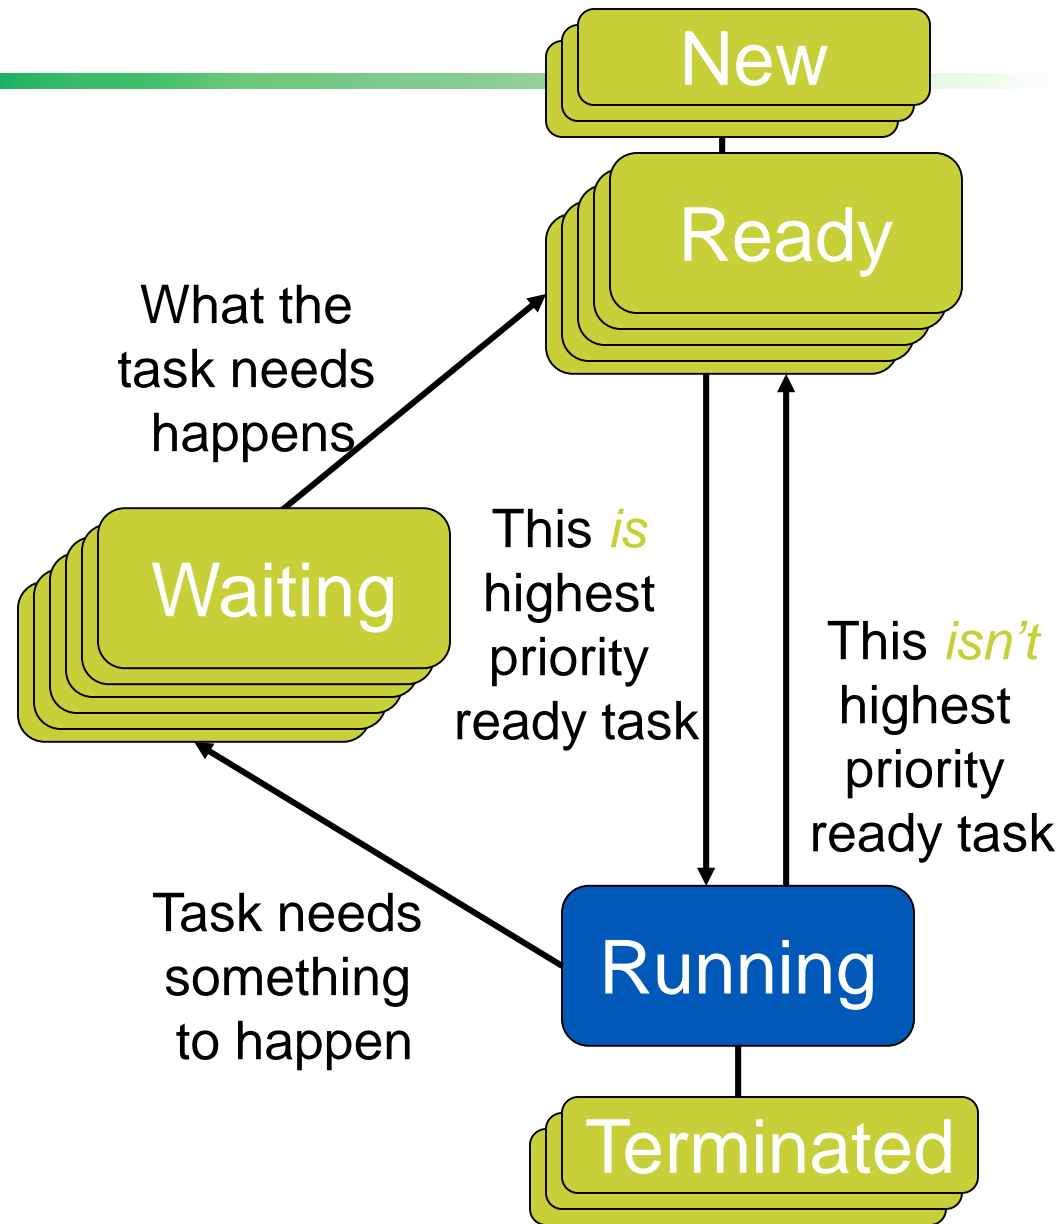 New
Ready
What the
task needs
happens
Waiting
This is
highest
priority
ready task
This isn’t
highest
priority
ready task
Task needs
something
to happen
Running
Terminated